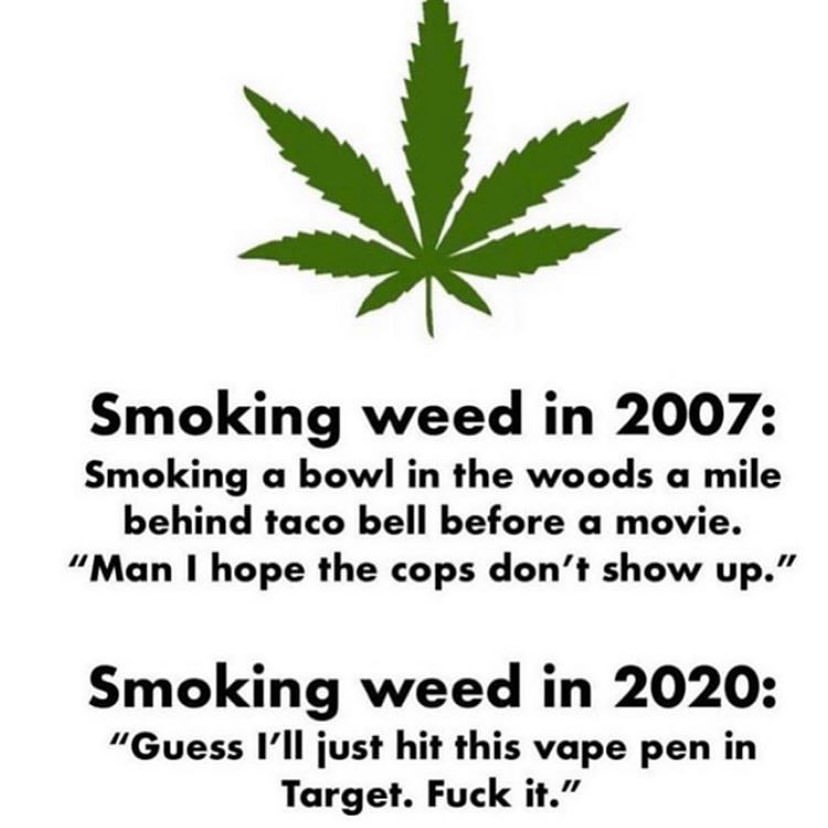 Smoking weed in 2007:
Smoking a bowl in the woods a mile
behind taco bell before a movie.
“Man I hope the cops don’t show up.”
Smoking weed in 2020:
“Guess I’ll just hit this vape pen in
Target. Fuck it.”